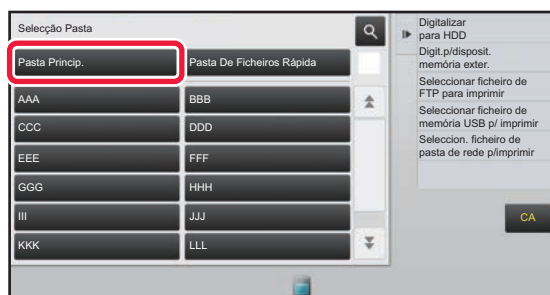 Selecção Pasta
Pasta Princip.
Pasta De Ficheiros Rápida
AAA
BBB
CCC
DDD
EEE
FFF
GGG
HHH
III
JJJ
KKK
LLL
Digitalizar
para HDD
Digit.p/disposit.
memória exter.
Seleccionar ficheiro de
FTP para imprimir
Seleccionar ficheiro de
memória USB p/ imprimir
Seleccion. ficheiro de
pasta de rede p/imprimir
CA